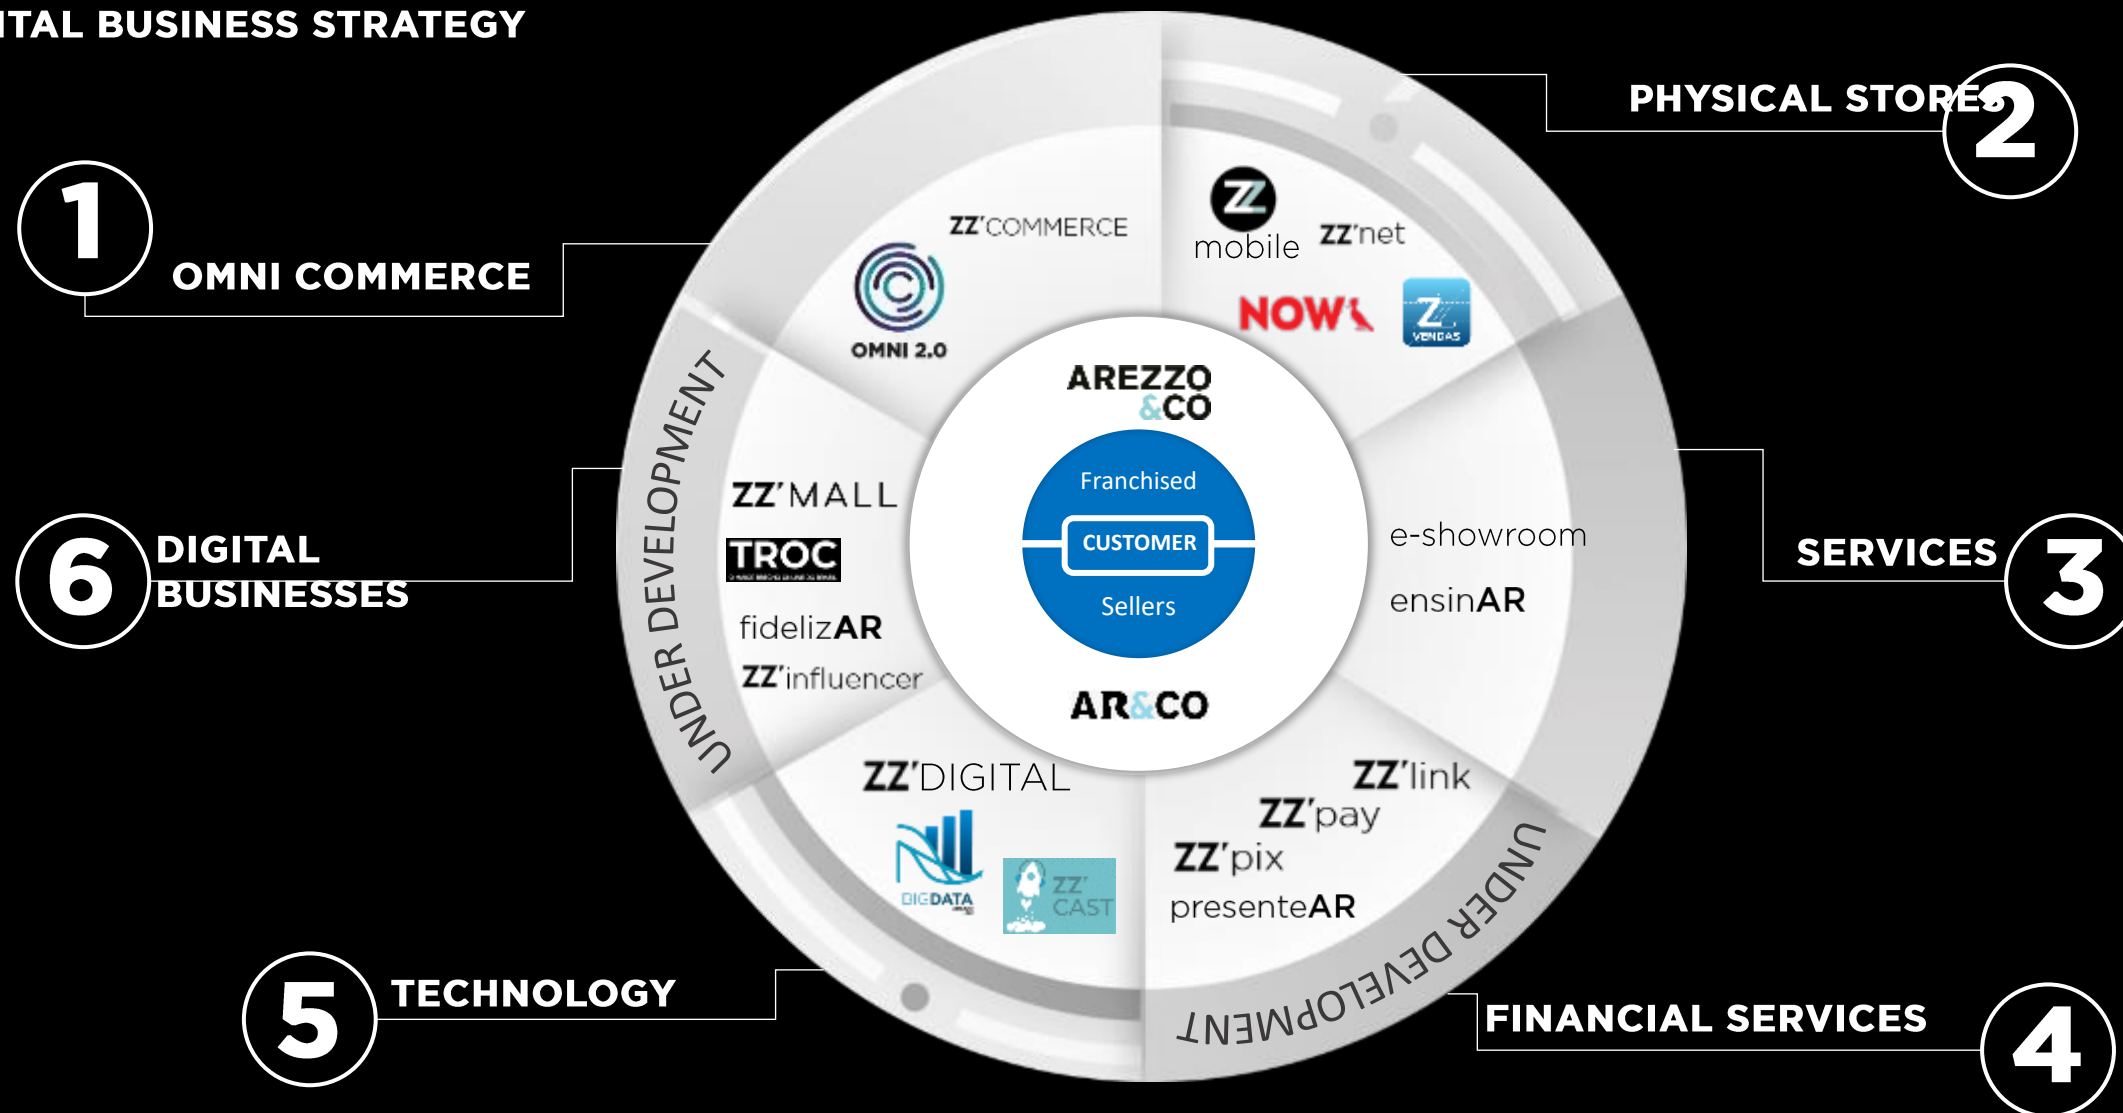 ITAL BUSINESS STRATEGY
1
OMNI COMMERCE
PHYSICAL STORES
2
ZZ'COMMERCE
OMNI 2.0
ZZ
mobile
ZZ'net
NOW
ZZ
VENDAS
AREZZO
&CO
Franchised
CUSTOMER
Sellers
AR&CO
SERVICES
3
e-showroom
ensinAR
FINANCIAL SERVICES
4
UNDER DEVELOPMENT
ZZ'link
ZZ'pay
ZZ'pix
presenteAR
5
TECHNOLOGY
ZZ'DIGITAL
BIGDATA
ZZ'
CAST
6
DIGITAL
BUSINESSES
UNDER DEVELOPMENT
ZZ'MALL
TROC
fidelizAR
ZZ'influencer